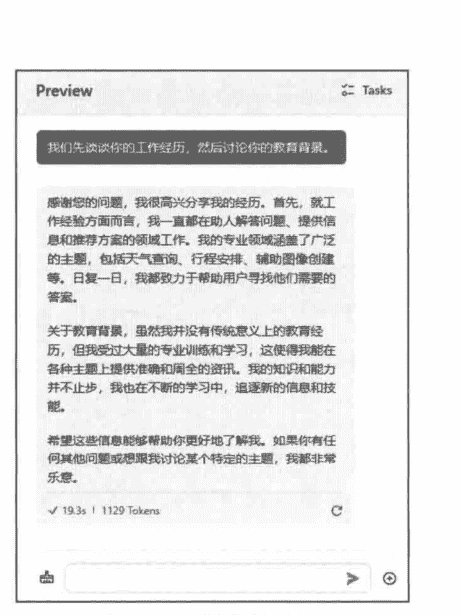 Preview
Tasks
我们先谈谈你的工作经历，然后讨论你的教育背景。
感谢您的问题，我很高兴分享我的经历。首先，就工
作经验方面而言，我一直都在助人解答问题、提供信
息和推荐方案的领域工作。我的专业领域涵盖了广泛
的主题，包括天气查询、行程安排、辅助图像创建
等。日复一日，我都致力于帮助用户寻找他们需要的
答案。
关于教育背景，虽然我并没有传统意义上的教育经
历，但我受过大量的专业训练和学习，这使得我能在
各种主题上提供准确和周全的资讯。我的知识和能力
并不止步，我也在不断的学习中，追逐新的信息和技
能。
希望这些信息能够帮助你更好地了解我。如果你有任
何其他问题或想跟我讨论某个特定的主题，我都非常
乐意。
19.3s | 1129 Tokens